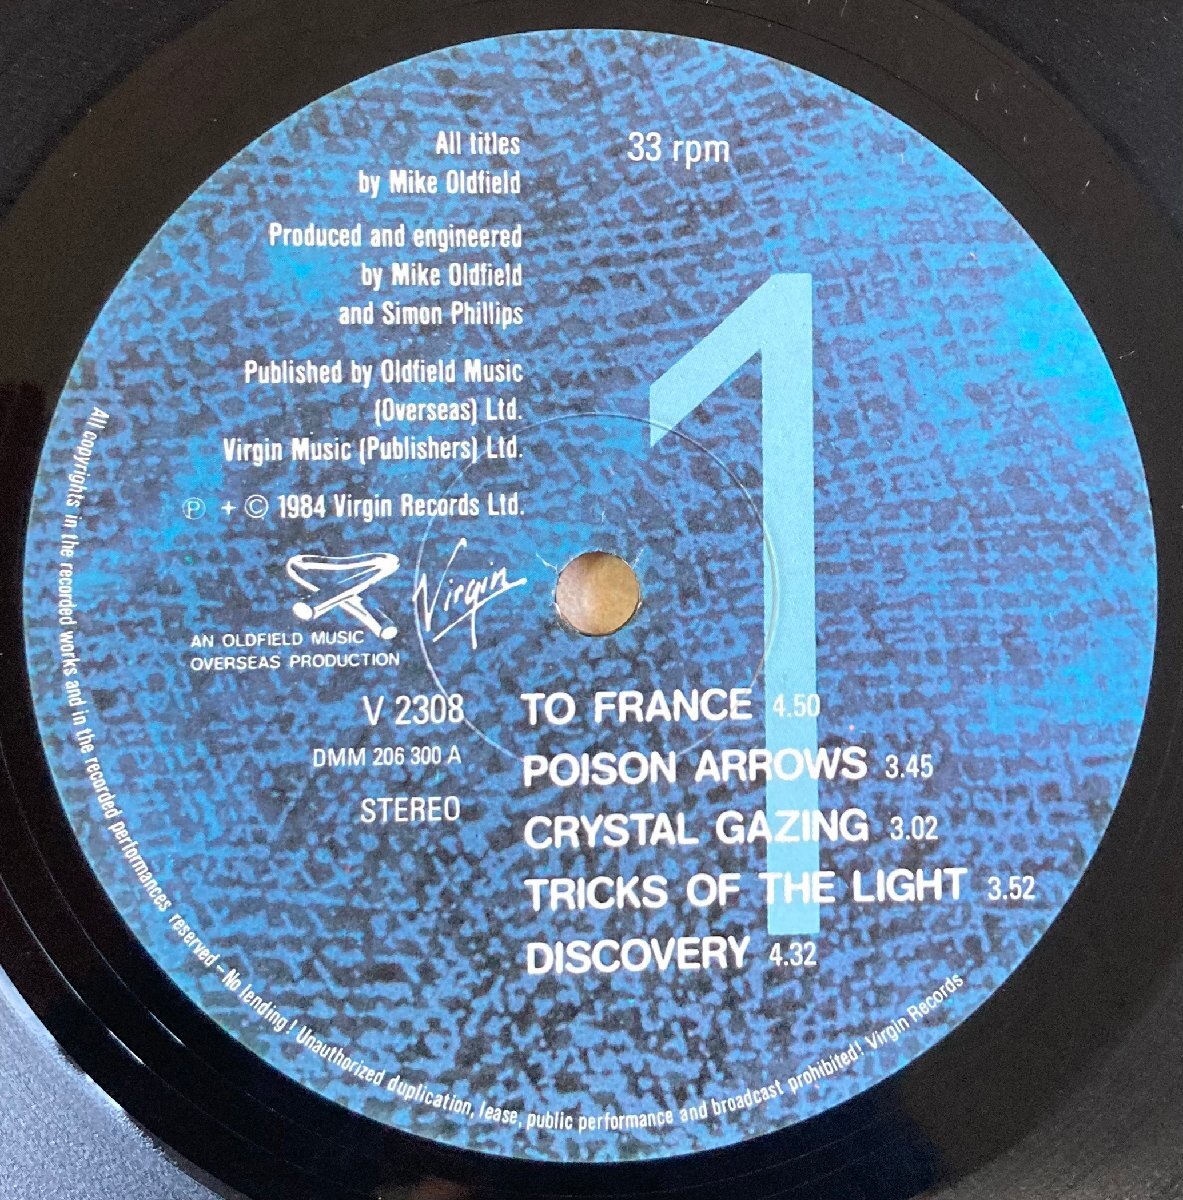 All titles
by Mike Oldfield
33 rpm
Produced and engineered
by Mike Oldfield
and Simon Phillips
Published by Oldfield Music
(Overseas) Ltd.
Virgin Music (Publishers) Ltd.
℗ + © 1984 Virgin Records Ltd.
AN OLDFIELD MUSIC
OVERSEAS PRODUCTION
Virgin
1
V 2308
DMM 206 300 A
STEREO
TO FRANCE 4.50
POISON ARROWS 3.45
CRYSTAL GAZING 3.02
TRICKS OF THE LIGHT 3.52
DISCOVERY 4.32
All copyrights in the recorded works and in the recorded performances reserved – No lending! Unauthorized duplication, lease, public performance and broadcast prohibited! Virgin Records